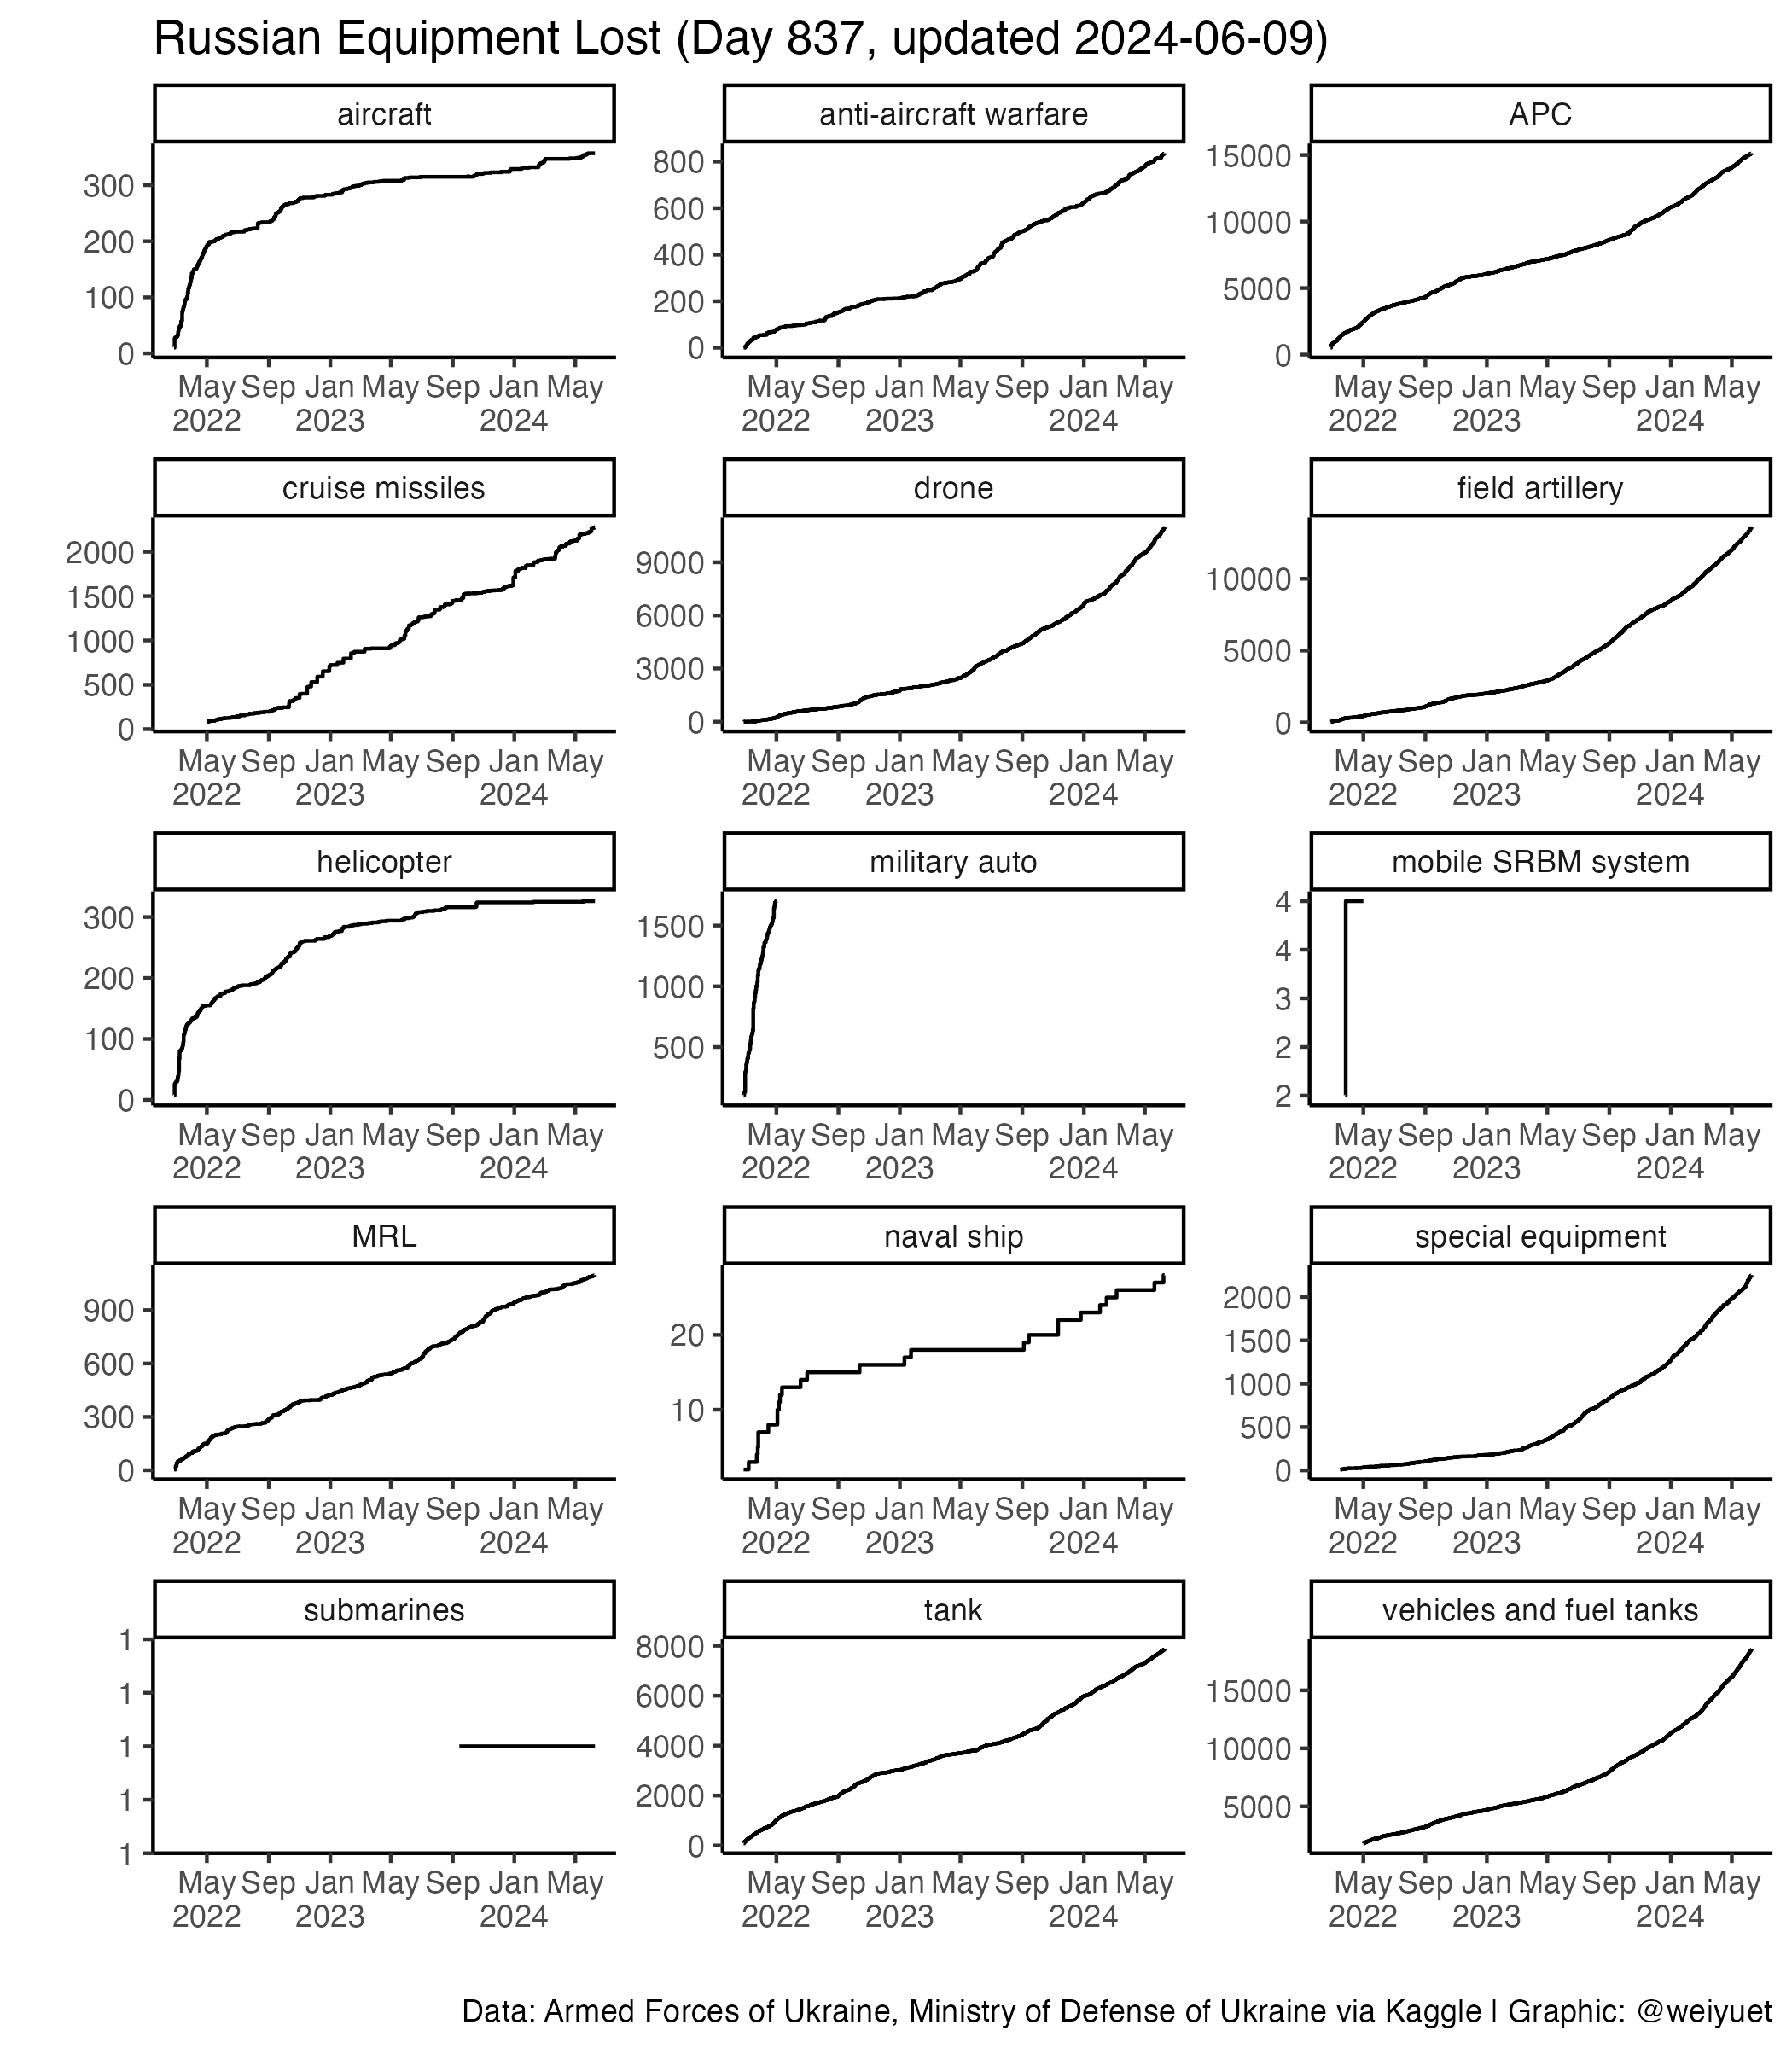 Russian Equipment Lost (Day 837, updated 2024-06-09)
aircraft
300
200
100
0
May Sep Jan May Sep Jan May
2022 2023 2024
anti-aircraft warfare
800
600
400
200
0
May Sep Jan May Sep Jan May
2022 2023 2024
APC
15000
10000
5000
0
May Sep Jan May Sep Jan May
2022 2023 2024
cruise missiles
2000
1500
1000
500
0
May Sep Jan May Sep Jan May
2022 2023 2024
drone
9000
6000
3000
0
May Sep Jan May Sep Jan May
2022 2023 2024
field artillery
10000
5000
0
May Sep Jan May Sep Jan May
2022 2023 2024
helicopter
300
200
100
0
May Sep Jan May Sep Jan May
2022 2023 2024
military auto
1500
1000
500
May Sep Jan May Sep Jan May
2022 2023 2024
mobile SRBM system
4
4
3
2
2
May Sep Jan May Sep Jan May
2022 2023 2024
MRL
900
600
300
0
May Sep Jan May Sep Jan May
2022 2023 2024
naval ship
20
10
May Sep Jan May Sep Jan May
2022 2023 2024
special equipment
2000
1500
1000
500
0
May Sep Jan May Sep Jan May
2022 2023 2024
submarines
1
1
1
1
1
May Sep Jan May Sep Jan May
2022 2023 2024
tank
8000
6000
4000
2000
0
May Sep Jan May Sep Jan May
2022 2023 2024
vehicles and fuel tanks
15000
10000
5000
May Sep Jan May Sep Jan May
2022 2023 2024
Data: Armed Forces of Ukraine, Ministry of Defense of Ukraine via Kaggle | Graphic: @weiyuet